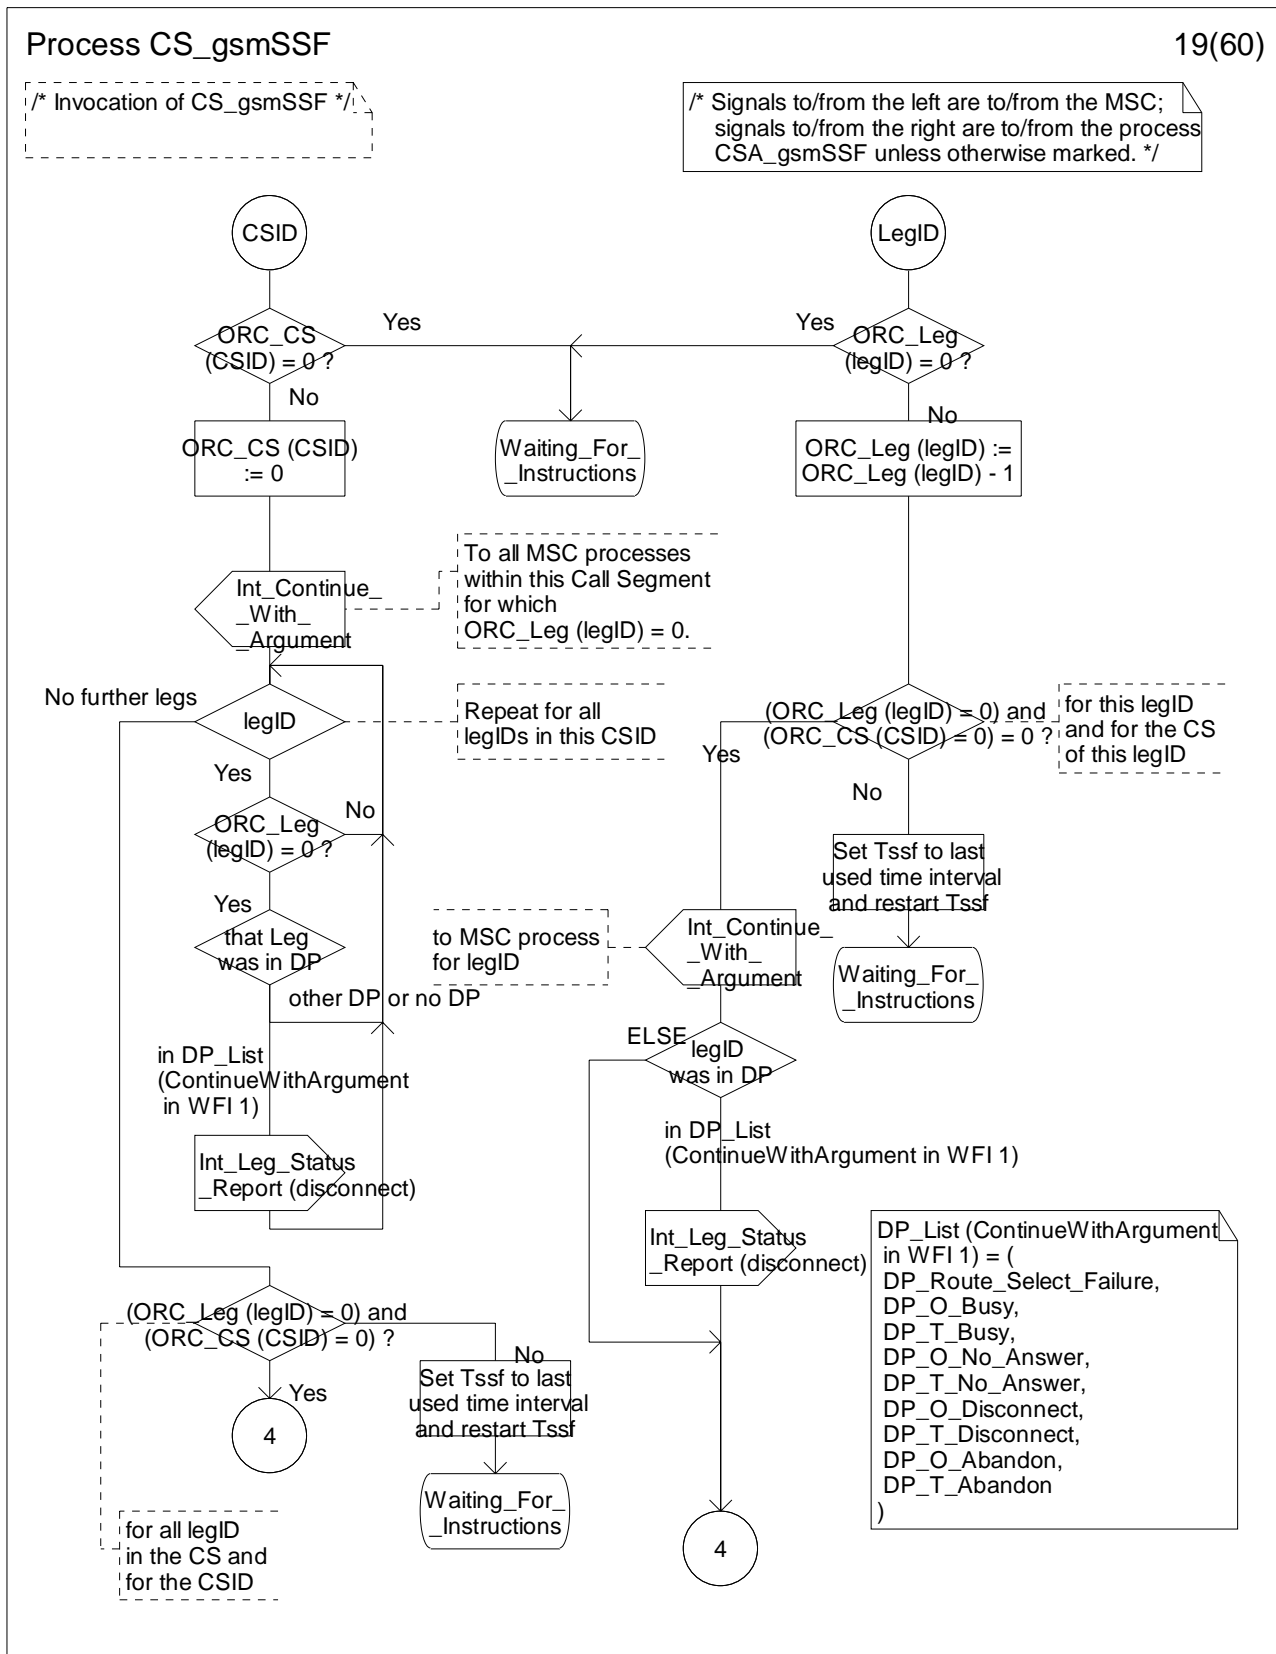 Process CS_gsmSSF
19(60)
/* Invocation of CS_gsmSSF */
/* Signals to/from the left are to/from the MSC;
signals to/from the right are to/from the process
CSA_gsmSSF unless otherwise marked. */
CSID
LegID
ORC_CS
(CSID) = 0 ?
Yes
Yes
ORC_Leg
(legID) = 0 ?
No
No
ORC_CS (CSID)
:= 0
Waiting_For_
_Instructions
ORC_Leg (legID) :=
ORC_Leg (legID) - 1
Int_Continue_
_With_
_Argument
To all MSC processes
within this Call Segment
for which
ORC_Leg (legID) = 0.
No further legs
legID
Repeat for all
legIDs in this CSID
(ORC_Leg (legID) = 0) and
(ORC_CS (CSID) = 0) = 0 ?
for this legID
and for the CS
of this legID
Yes
Yes
No
ORC_Leg
(legID) = 0 ?
No
Set Tssf to last
used time interval
and restart Tssf
Yes
that Leg
was in DP
to MSC process
for legID
Int_Continue_
_With_
_Argument
Waiting_For_
_Instructions
other DP or no DP
ELSE
legID
was in DP
in DP_List
(ContinueWithArgument
in WFI 1)
in DP_List
(ContinueWithArgument in WFI 1)
Int_Leg_Status
_Report (disconnect)
Int_Leg_Status
_Report (disconnect)
DP_List (ContinueWithArgument
in WFI 1) = (
DP_Route_Select_Failure,
DP_O_Busy,
DP_T_Busy,
DP_O_No_Answer,
DP_T_No_Answer,
DP_O_Disconnect,
DP_T_Disconnect,
DP_O_Abandon,
DP_T_Abandon
)
(ORC_Leg (legID) = 0) and
(ORC_CS (CSID) = 0) ?
No
Yes
Set Tssf to last
used time interval
and restart Tssf
4
Waiting_For_
_Instructions
for all legID
in the CS and
for the CSID
4